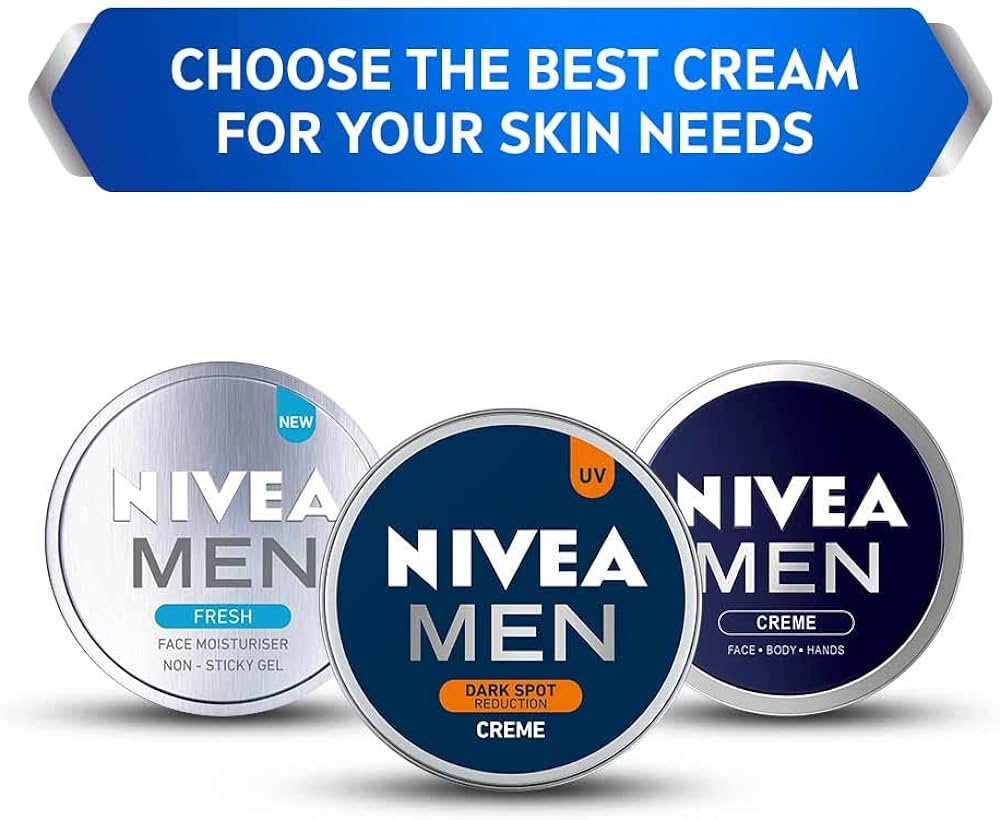 CHOOSE THE BEST CREAM
FOR YOUR SKIN NEEDS
NEW
NIVEA
MEN
FRESH
FACE MOISTURISER
NON - STICKY GEL
UV
NIVEA
MEN
DARK SPOT
REDUCTION
CREME
NIVEA
MEN
CREME
FACE • BODY • HANDS